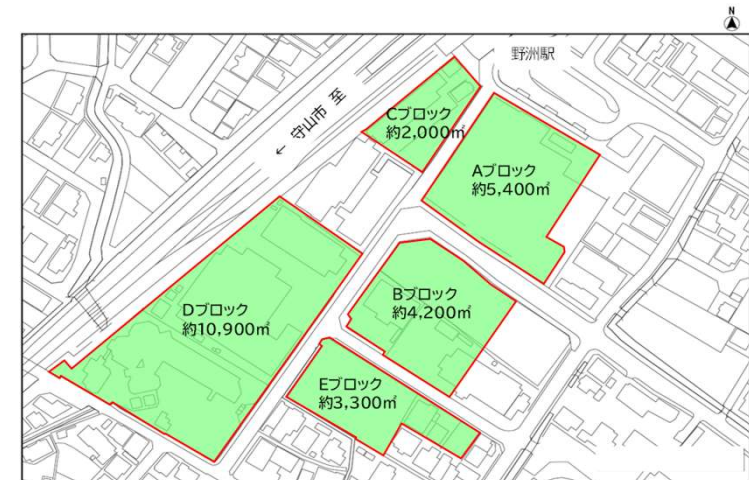 N
野洲駅
← 守山市 至
Cブロック
約2,000㎡
Aブロック
約5,400㎡
Bブロック
約4,200㎡
Dブロック
約10,900㎡
Eブロック
約3,300㎡